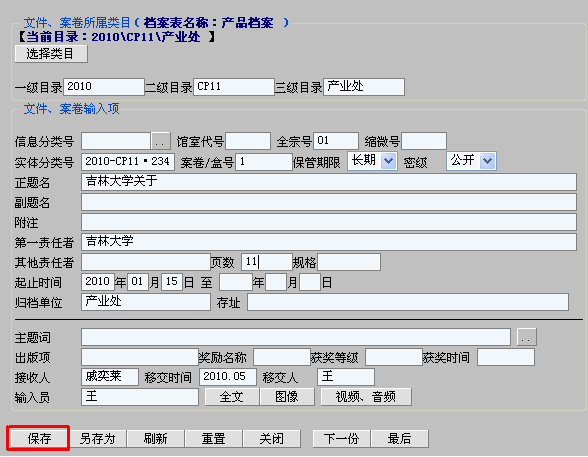 文件、案卷所属类目( 档案表名称：产品档案 )
【当前目录：2010\CP11\产业处 】
选择类目
一级目录 2010 二级目录 CP11 三级目录 产业处
文件、案卷输入项
信息分类号 .. 馆室代号 全宗号 01 缩微号
实体分类号 2010-CP11·234 案卷/盒号 1 保管期限 长期 密级 公开
正题名 吉林大学关于
副题名
附注
第一责任者 吉林大学
其他责任者 页数 11 规格
起止时间 2010 年 01 月 15 日 至 年 月 日
归档单位 产业处 存址
主题词 ..
出版项 奖励名称 获奖等级 获奖时间
接收人 戚奕莱 移交时间 2010.05 移交人 王
输入员 王 全文 图像 视频、音频
保存 另存为 刷新 重置 关闭 下一份 最后